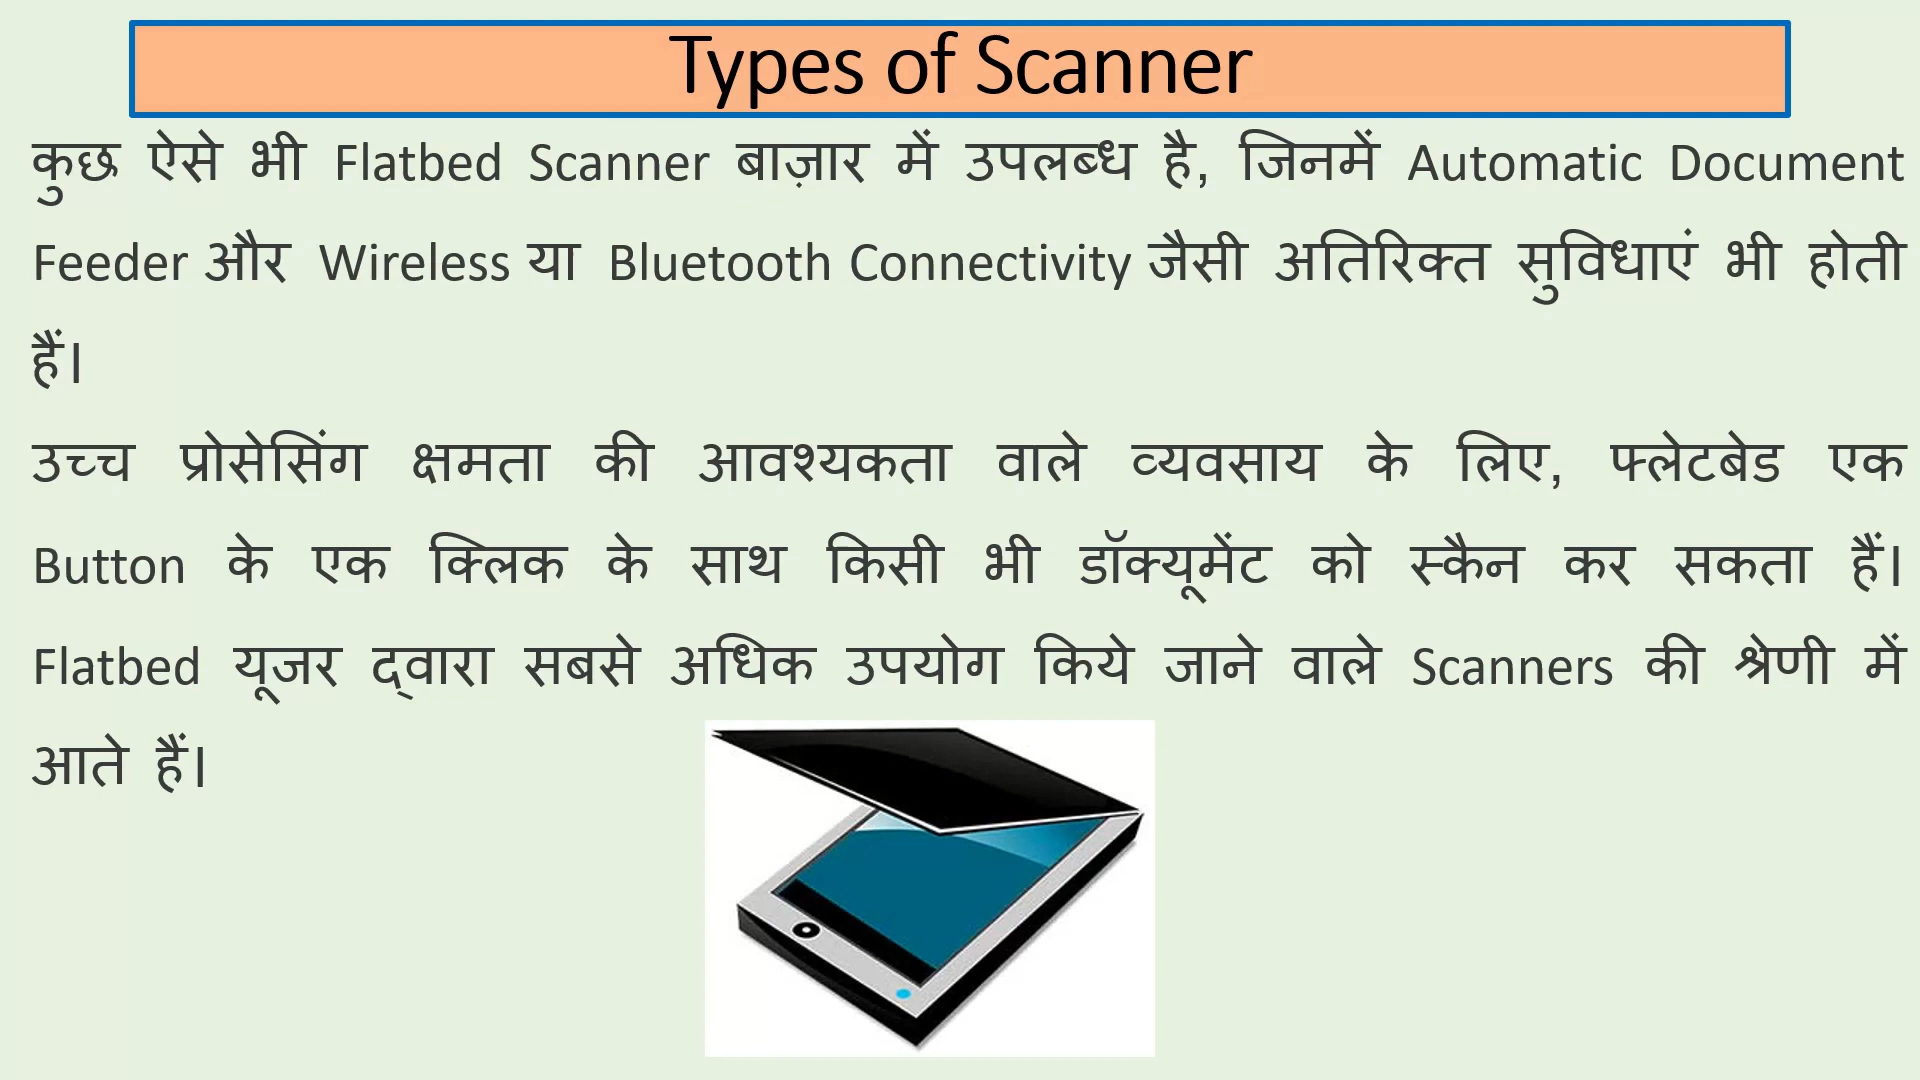 Types of Scanner
कुछ ऐसे भी Flatbed Scanner बाज़ार में उपलब्ध है, जिनमें Automatic Document
Feeder और Wireless या Bluetooth Connectivity जैसी अतिरिक्त सुविधाएं भी होती
हैं।
उच्च प्रोसेसिंग क्षमता की आवश्यकता वाले व्यवसाय के लिए, फ्लेटबेड एक
Button के एक क्लिक के साथ किसी भी डॉक्यूमेंट को स्कैन कर सकता हैं।
Flatbed यूजर द्वारा सबसे अधिक उपयोग किये जाने वाले Scanners की श्रेणी में
आते हैं।